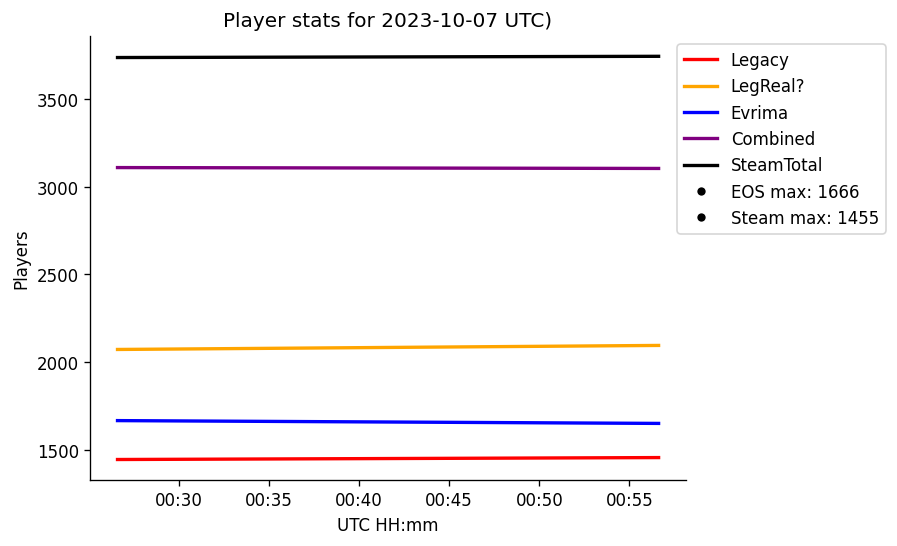 Player stats for 2023-10-07 UTC)
Legacy
LegReal?
Evrima
Combined
SteamTotal
EOS max: 1666
Steam max: 1455
Players
3500
3000
2500
2000
1500
00:30 00:35 00:40 00:45 00:50 00:55
UTC HH:mm